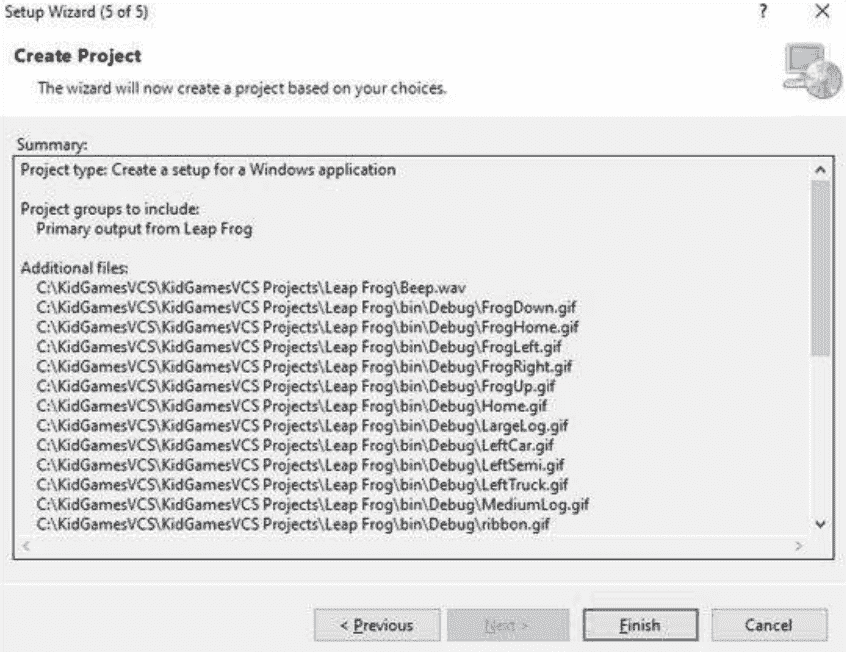 Setup Wizard (5 of 5)
?
Create Project
The wizard will now create a project based on your choices.
Summary:
Project type: Create a setup for a Windows application
Project groups to include:
Primary output from Leap Frog
Additional files:
C:\KidGamesVCS\KidGamesVCS Projects\Leap Frog\Beep.wav
C:\KidGamesVCS\KidGamesVCS Projects\Leap Frog\bin\Debug\FrogDown.gif
C:\KidGamesVCS\KidGamesVCS Projects\Leap Frog\bin\Debug\FrogHome.gif
C:\KidGamesVCS\KidGamesVCS Projects\Leap Frog\bin\Debug\FrogLeft.gif
C:\KidGamesVCS\KidGamesVCS Projects\Leap Frog\bin\Debug\FrogRight.gif
C:\KidGamesVCS\KidGamesVCS Projects\Leap Frog\bin\Debug\FrogUp.gif
C:\KidGamesVCS\KidGamesVCS Projects\Leap Frog\bin\Debug\Home.gif
C:\KidGamesVCS\KidGamesVCS Projects\Leap Frog\bin\Debug\LargeLog.gif
C:\KidGamesVCS\KidGamesVCS Projects\Leap Frog\bin\Debug\LeftCar.gif
C:\KidGamesVCS\KidGamesVCS Projects\Leap Frog\bin\Debug\LeftSemi.gif
C:\KidGamesVCS\KidGamesVCS Projects\Leap Frog\bin\Debug\LeftTruck.gif
C:\KidGamesVCS\KidGamesVCS Projects\Leap Frog\bin\Debug\MediumLog.gif
C:\KidGamesVCS\KidGamesVCS Projects\Leap Frog\bin\Debug\ribbon.gif
< Previous Next > Finish Cancel